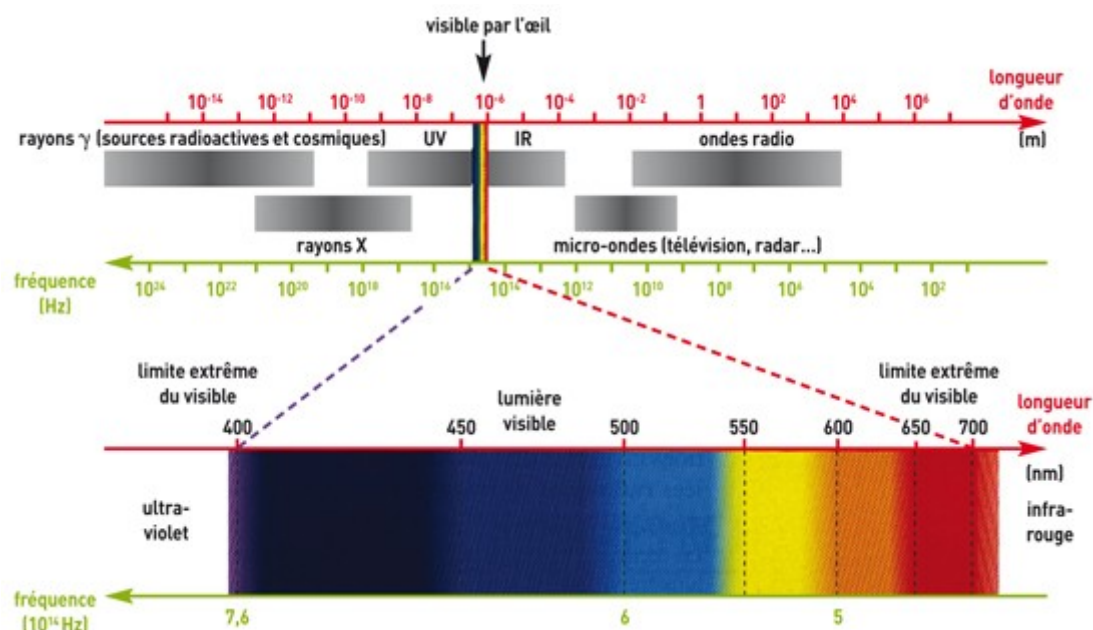 visible par l'œil
10⁻¹⁴ 10⁻¹² 10⁻¹⁰ 10⁻⁸ 10⁻⁶ 10⁻⁴ 10⁻² 1 10² 10⁴ 10⁶
longueur
d'onde
(m)
rayons γ (sources radioactives et cosmiques) UV IR ondes radio
rayons X micro-ondes (télévision, radar...)
fréquence
(Hz)
10²⁴ 10²² 10²⁰ 10¹⁸ 10¹⁶ 10¹⁴ 10¹² 10¹⁰ 10⁸ 10⁶ 10⁴ 10²
limite extrême
du visible
lumière
visible
limite extrême
du visible
longueur
d'onde
400 450 500 550 600 650 700
(nm)
ultra-
violet
infra-
rouge
fréquence
(10¹⁴ Hz)
7,6 6 5